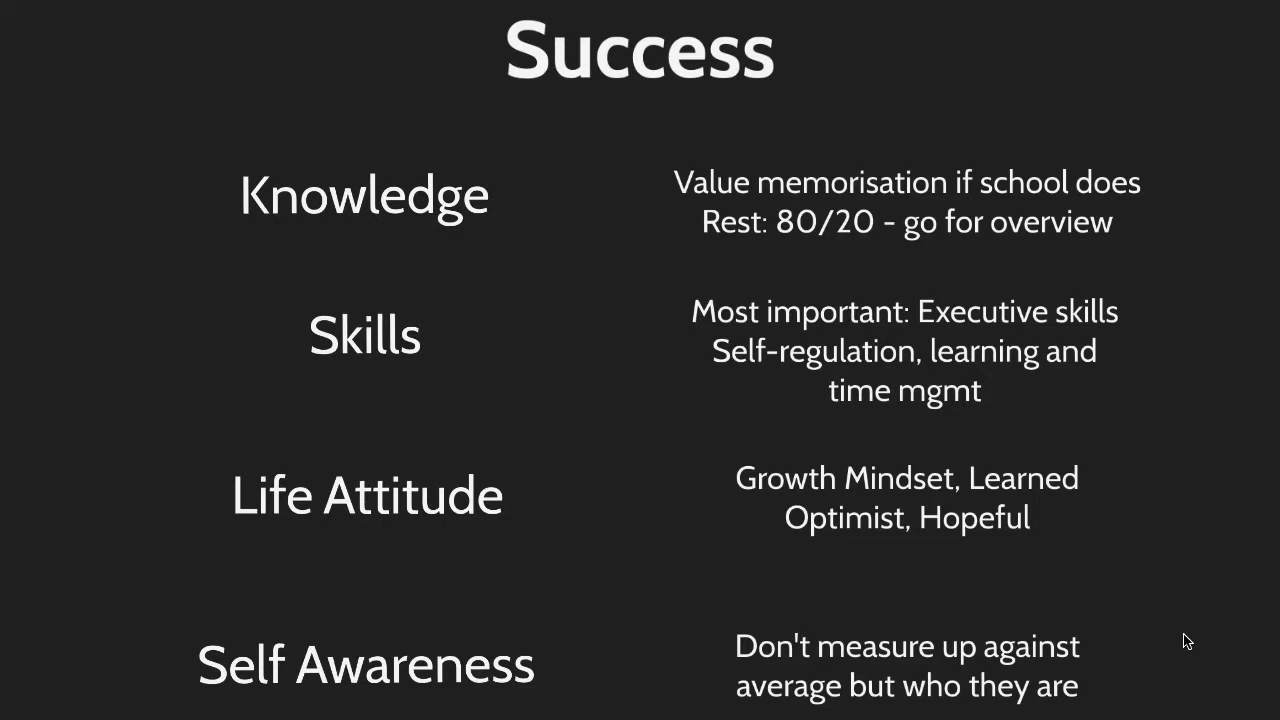 Success
Knowledge
Value memorisation if school does
Rest: 80/20 - go for overview
Skills
Most important: Executive skills
Self-regulation, learning and
time mgmt
Life Attitude
Growth Mindset, Learned
Optimist, Hopeful
Self Awareness
Don't measure up against
average but who they are